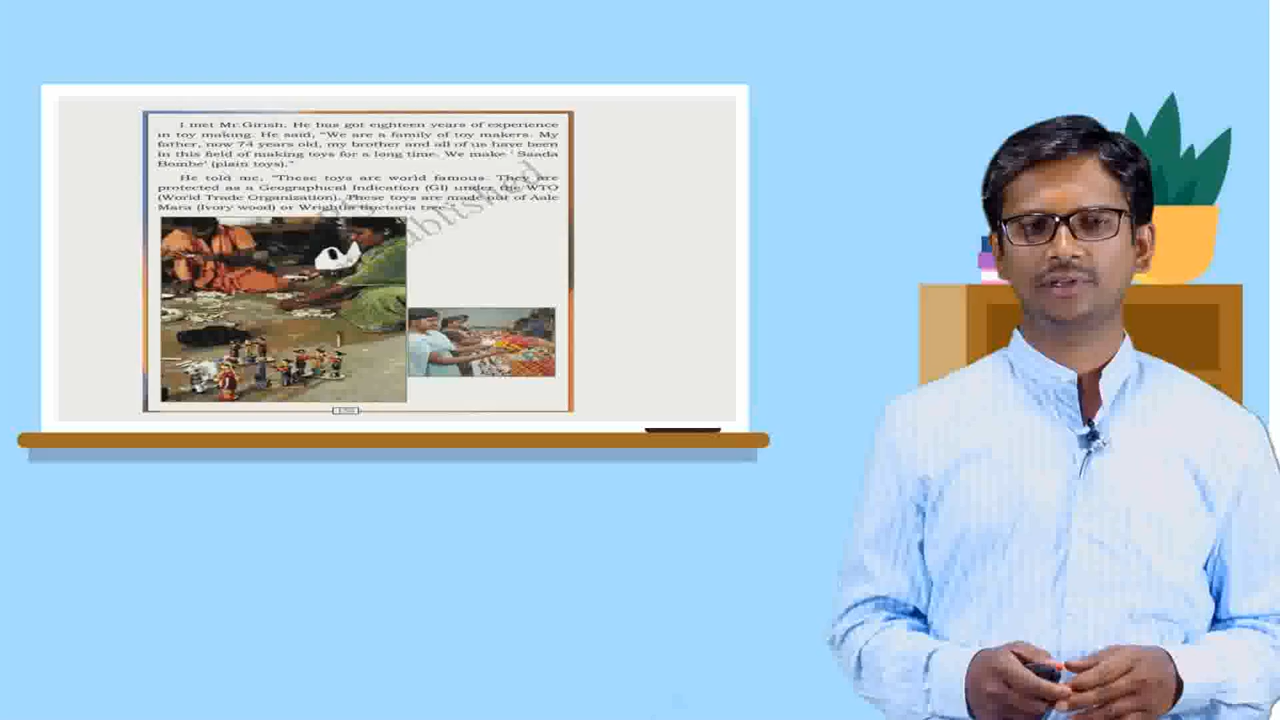 I met Mr.Girish. He has got eighteen years of experience
in toy making. He said, "We are a family of toy makers. My
father, now 74 years old, my brother and all of us have been
in this field of making toys for a long time. We make ' Saada
Bombe' (plain toys)."
He told me, "These toys are world famous. They are
protected as a Geographical Indication (GI) under the WTO
(World Trade Organization). These toys are made out of Aale
Mara (Ivory wood) or Wrightia tinctoria tree."